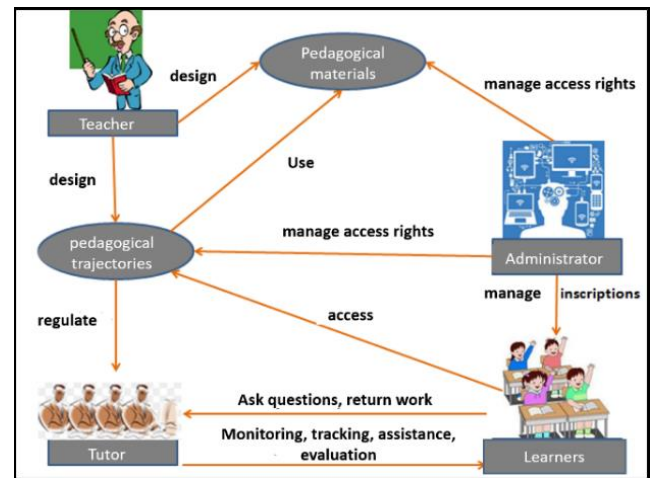 Pedagogical
materials
design
manage access rights
Teacher
Use
design
manage access rights
pedagogical
trajectories
Administrator
manage inscriptions
access
regulate
Ask questions, return work
Monitoring, tracking, assistance,
evaluation
Tutor
Learners